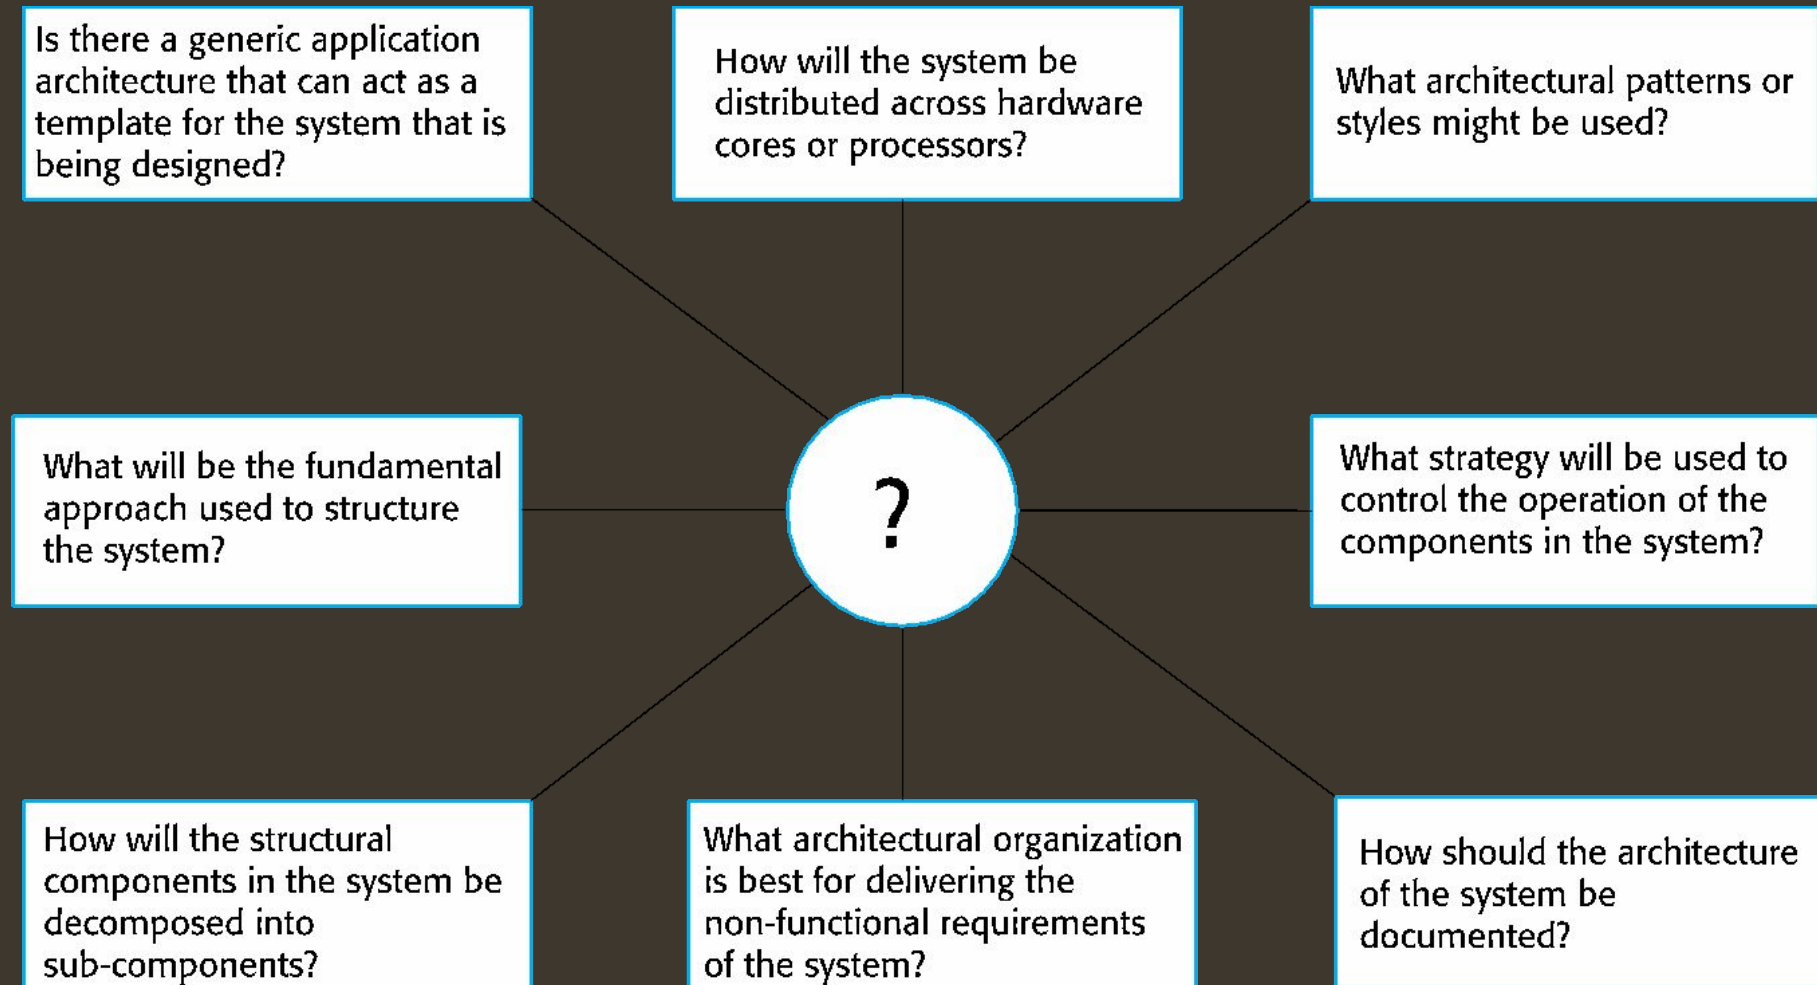 Is there a generic application
architecture that can act as a
template for the system that is
being designed?
How will the system be
distributed across hardware
cores or processors?
What architectural patterns or
styles might be used?
What will be the fundamental
approach used to structure
the system?
?
What strategy will be used to
control the operation of the
components in the system?
How will the structural
components in the system be
decomposed into
sub-components?
What architectural organization
is best for delivering the
non-functional requirements
of the system?
How should the architecture
of the system be
documented?